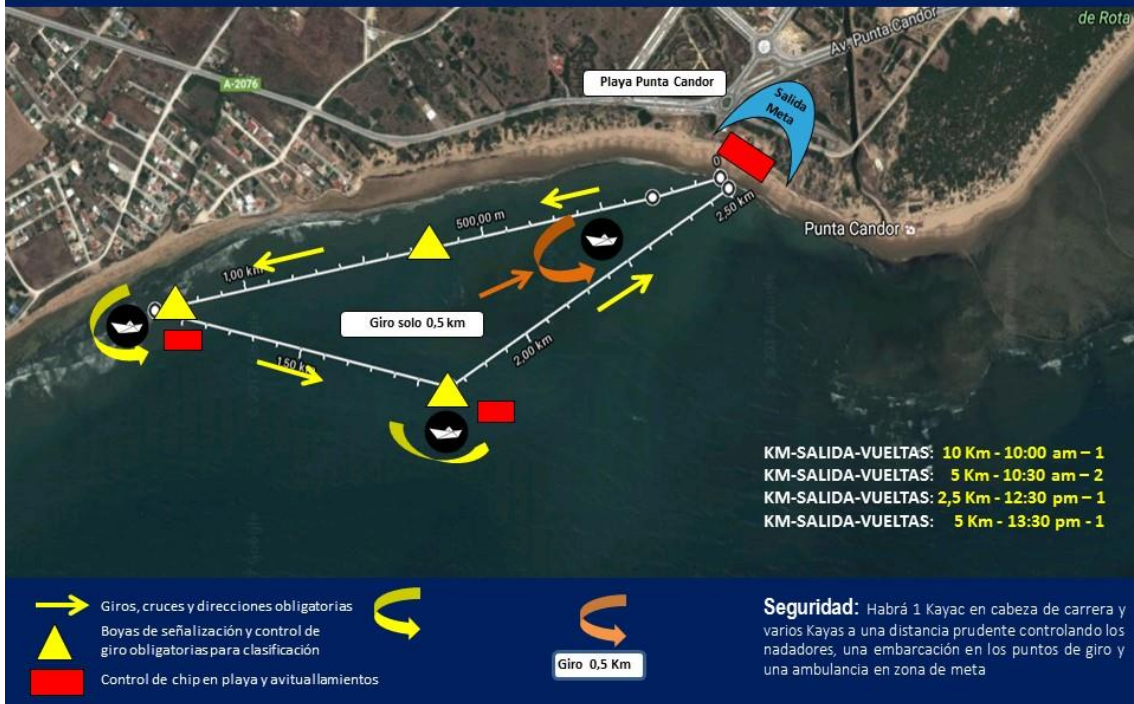 de Rota
Av. Punta Candor
A-2076
Playa Punta Candor
Salida
Meta
0
500,00 m
2,50 km
Punta Candor
1,00 km
Giro solo 0,5 km
2,00 km
1,50 km
KM-SALIDA-VUELTAS: 10 Km - 10:00 am – 1
KM-SALIDA-VUELTAS: 5 Km - 10:30 am – 2
KM-SALIDA-VUELTAS: 2,5 Km - 12:30 pm – 1
KM-SALIDA-VUELTAS: 5 Km - 13:30 pm - 1
Giros, cruces y direcciones obligatorias
Boyas de señalización y control de
giro obligatorias para clasificación
Control de chip en playa y avituallamientos
Giro 0,5 Km
Seguridad: Habrá 1 Kayac en cabeza de carrera y
varios Kayas a una distancia prudente controlando los
nadadores, una embarcación en los puntos de giro y
una ambulancia en zona de meta